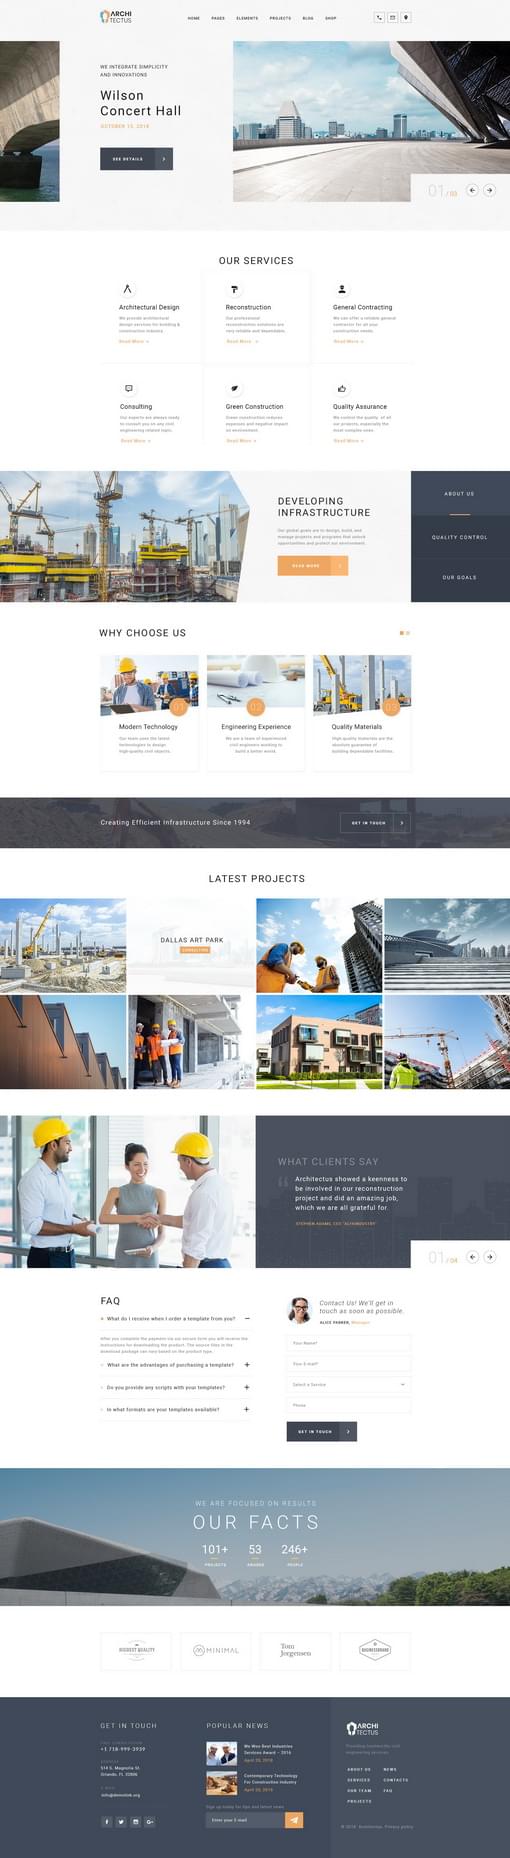 ARCHI
TECTUS
HOME PAGES ELEMENTS PROJECTS BLOG SHOP
WE INTEGRATE SIMPLICITY
AND INNOVATIONS
Wilson
Concert Hall
OCTOBER 15, 2018
SEE DETAILS
01 / 03
OUR SERVICES
Architectural Design
We provide architectural
design services for building &
construction industry.
Read More
Reconstruction
Our professional
reconstruction solutions are
very reliable and dependable.
Read More
General Contracting
We can offer a reliable general
contractor for all your
construction needs.
Read More
Consulting
Our experts are always ready
to consult you on any civil
engineering related topic.
Read More
Green Construction
Green construction reduces
expenses and negative impact
on environment.
Read More
Quality Assurance
We control the quality of all
our projects, especially the
most complex ones.
Read More
DEVELOPING
INFRASTRUCTURE
Our global goals are to design, build, and
manage projects and programs that unlock
opportunities and protect our environment.
READ MORE
ABOUT US
QUALITY CONTROL
OUR GOALS
WHY CHOOSE US
01
Modern Technology
Our team uses the latest
technologies to design
high-quality civil objects.
02
Engineering Experience
We are a team of experienced
civil engineers working to
build a better world.
03
Quality Materials
High-quality materials are the
absolute guarantee of
building dependable facilities.
Creating Efficient Infrastructure Since 1994
GET IN TOUCH
LATEST PROJECTS
DALLAS ART PARK
CONSULTING
WHAT CLIENTS SAY
“ Architectus showed a keenness to
be involved in our reconstruction
project and did an amazing job,
which we are all grateful for.
STEPHEN ADAMS, CEO
01 / 04
FAQ
What do I receive when I order a template from you?
After you complete the payment via our secure form you will receive the
instructions for downloading the product. The source files in the
download package can vary based on the product type.
What are the advantages of purchasing a template?
Do you provide any scripts with your templates?
In what formats are your templates available?
Contact Us! We'll get in
touch as soon as possible.
ALICE PARKER, Manager
Your Name*
Your E-mail*
Select a Service
Phone
GET IN TOUCH
WE ARE FOCUSED ON RESULTS
OUR FACTS
101+
PROJECTS
53
AWARDS
246+
PEOPLE
HIGHEST QUALITY
MINIMAL
Tom
Jorgensen
BUSINESSBRAND
GET IN TOUCH
FREE CONSULTATION
+1 718-999-3939
ADDRESS
514 S. Magnolia St.
Orlando, FL 32806
E-MAIL
info@demolink.org
POPULAR NEWS
We Won Best Industries
Services Award – 2016
April 20, 2018
Contemporary Technology
For Construction Industry
April 20, 2018
Sign up today for tips and latest news
Enter your E-mail
ARCHI
TECTUS
Providing trustworthy civil
engineering services
ABOUT US NEWS
SERVICES CONTACTS
OUR TEAM FAQ
PROJECTS
© 2018 Architectus. Privacy policy